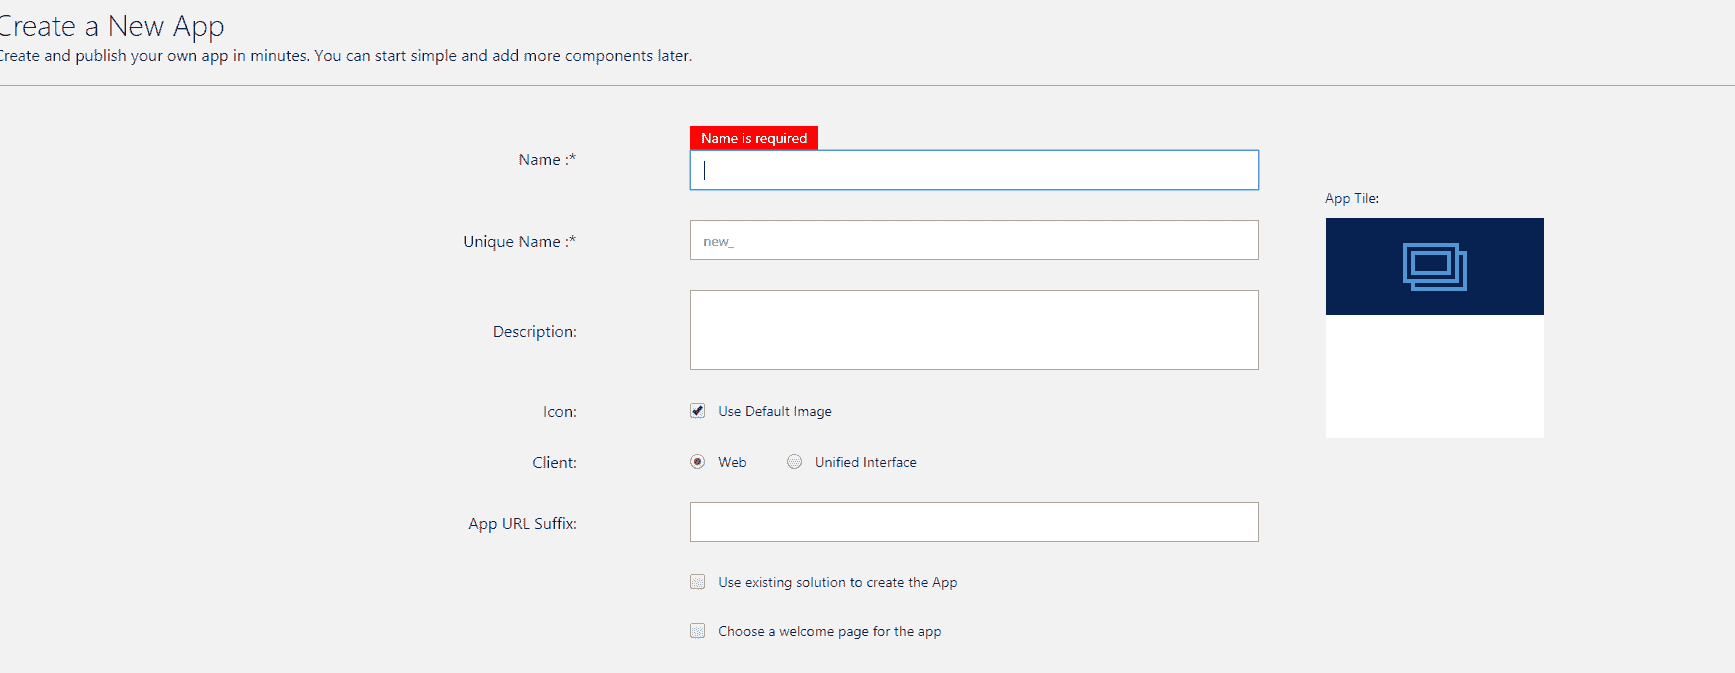 Create a New App
Create and publish your own app in minutes. You can start simple and add more components later.
Name is required
Name :*
Unique Name :*
new_
Description:
Icon:
Use Default Image
Client:
Web
Unified Interface
App URL Suffix:
Use existing solution to create the App
Choose a welcome page for the app
App Tile: